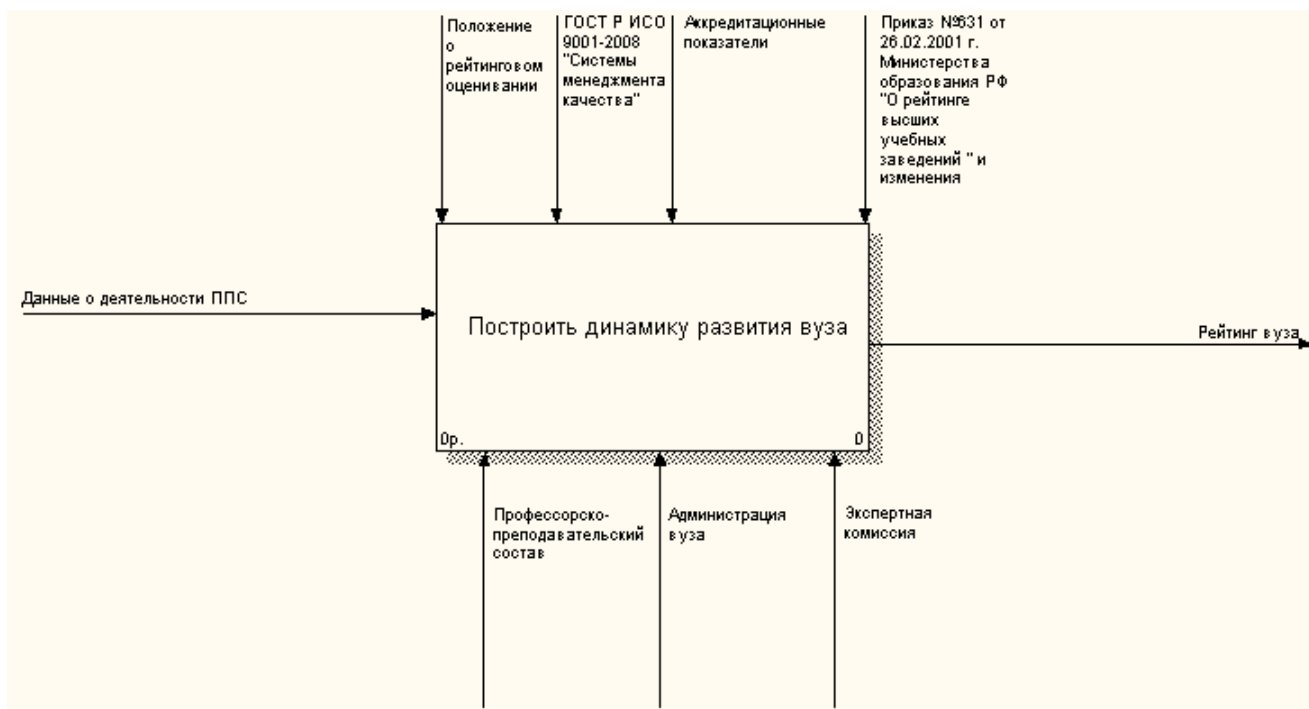 Положение
о
рейтинговом
оценивании
ГОСТ Р ИСО
9001-2008
"Системы
менеджмента
качества"
Аккредитационные
показатели
Приказ №631 от
26.02.2001 г.
Министерства
образования РФ
"О рейтинге
высших
учебных
заведений " и
изменения
Данные о деятельности ППС
Построить динамику развития вуза
Рейтинг вуза
0р.
0
Профессорско-
преподавательский
состав
Администрация
вуза
Экспертная
комиссия